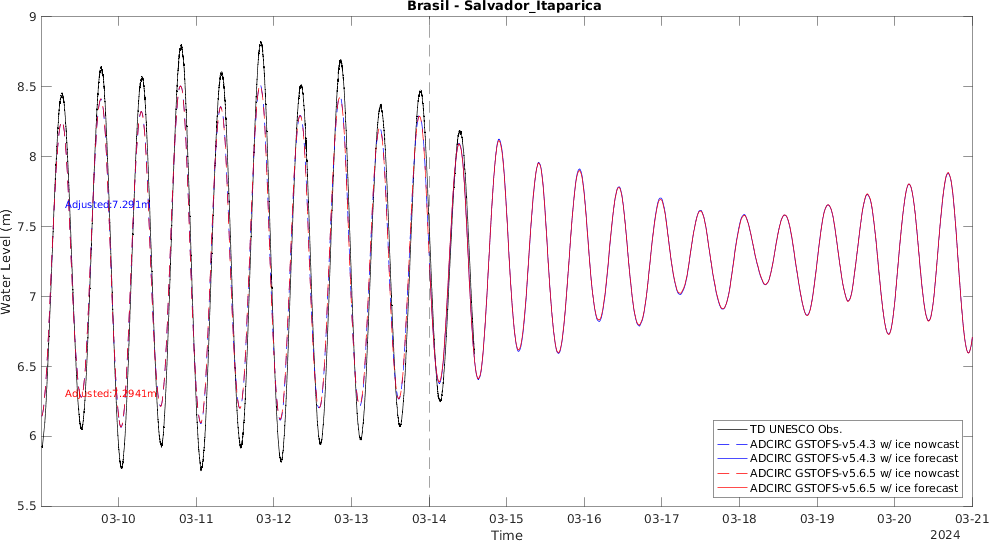 Brasil - Salvador_Itaparica
9
8.5
8
7.5
7
6.5
6
5.5
Water Level (m)
Adjusted:7.291m
Adjusted:7.2941m
TD UNESCO Obs.
ADCIRC GSTOFS-v5.4.3 w/ ice nowcast
ADCIRC GSTOFS-v5.4.3 w/ ice forecast
ADCIRC GSTOFS-v5.6.5 w/ ice nowcast
ADCIRC GSTOFS-v5.6.5 w/ ice forecast
03-10 03-11 03-12 03-13 03-14 03-15 03-16 03-17 03-18 03-19 03-20 03-21
Time
2024